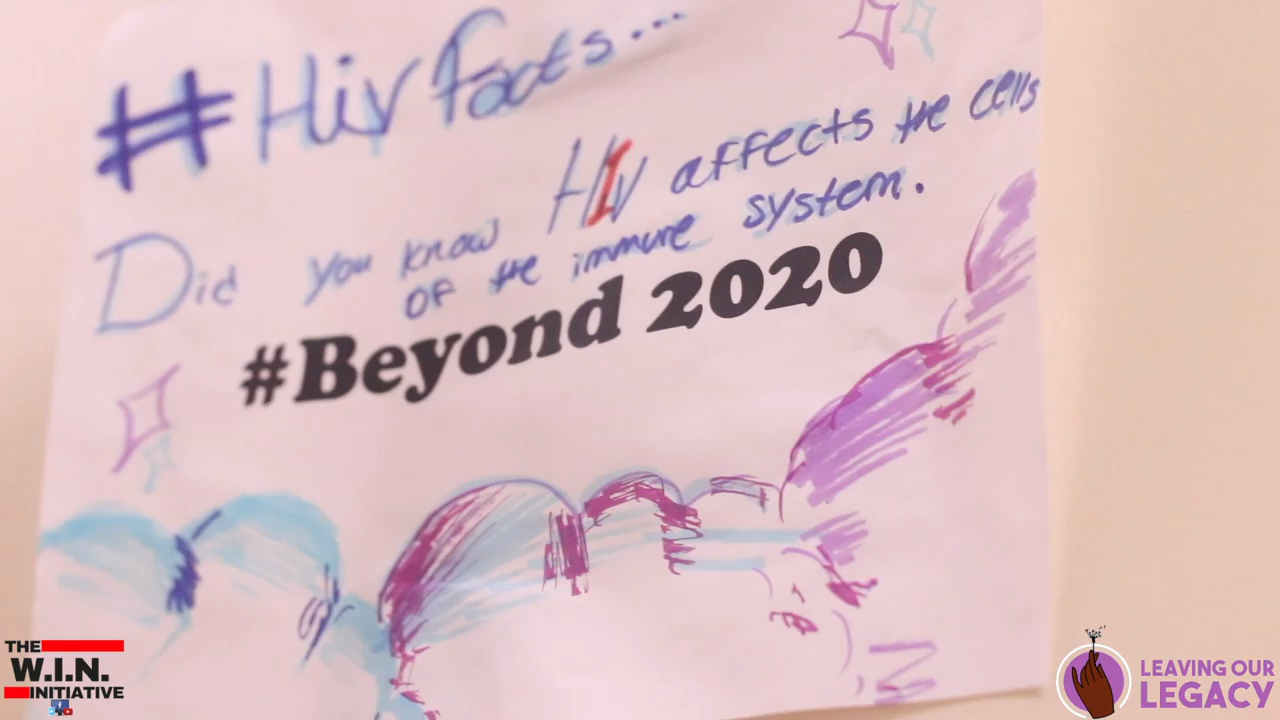 #Hiv facts...
Did you know HIV affects the cells
of the immune system.
#Beyond 2020
THE
W.I.N.
INITIATIVE
LEAVING OUR
LEGACY